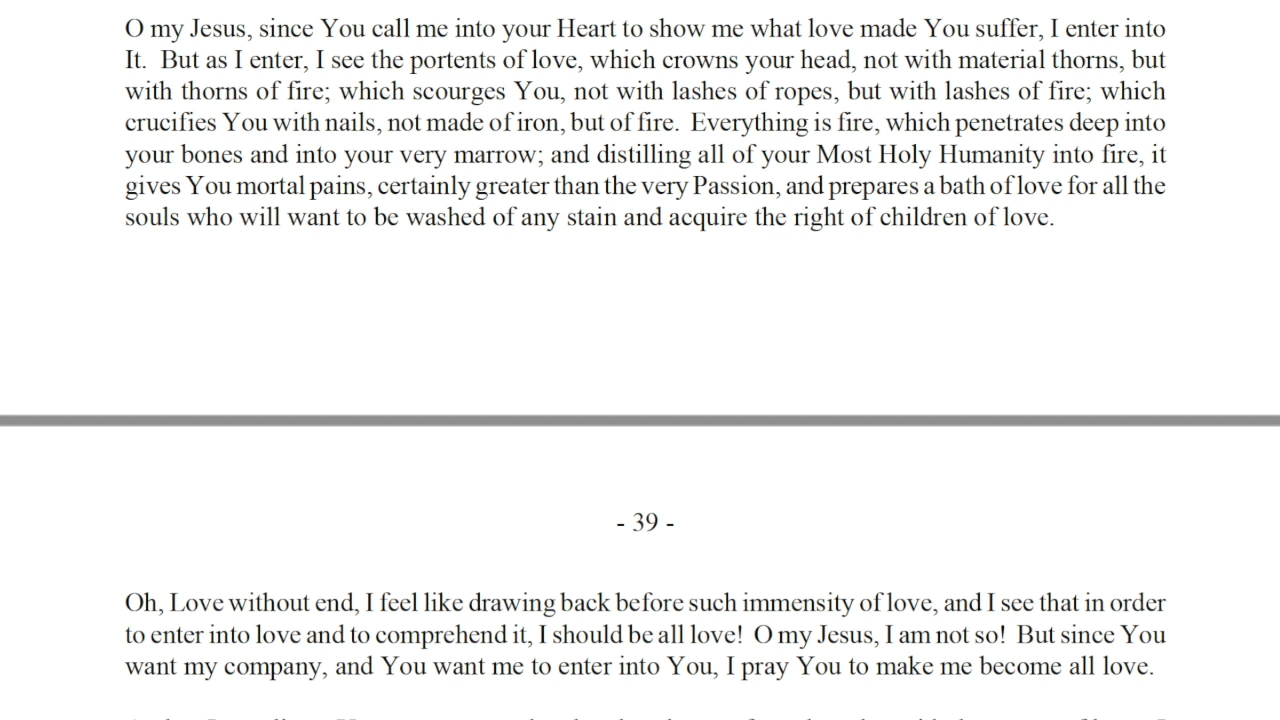 O my Jesus, since You call me into your Heart to show me what love made You suffer, I enter into
It.  But as I enter, I see the portents of love, which crowns your head, not with material thorns, but
with thorns of fire; which scourges You, not with lashes of ropes, but with lashes of fire; which
crucifies You with nails, not made of iron, but of fire.  Everything is fire, which penetrates deep into
your bones and into your very marrow; and distilling all of your Most Holy Humanity into fire, it
gives You mortal pains, certainly greater than the very Passion, and prepares a bath of love for all the
souls who will want to be washed of any stain and acquire the right of children of love.
- 39 -
Oh, Love without end, I feel like drawing back before such immensity of love, and I see that in order
to enter into love and to comprehend it, I should be all love!  O my Jesus, I am not so!  But since You
want my company, and You want me to enter into You, I pray You to make me become all love.